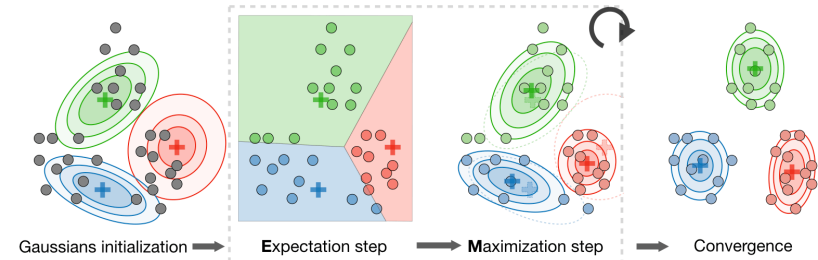 Gaussians initialization
Expectation step
Maximization step
Convergence